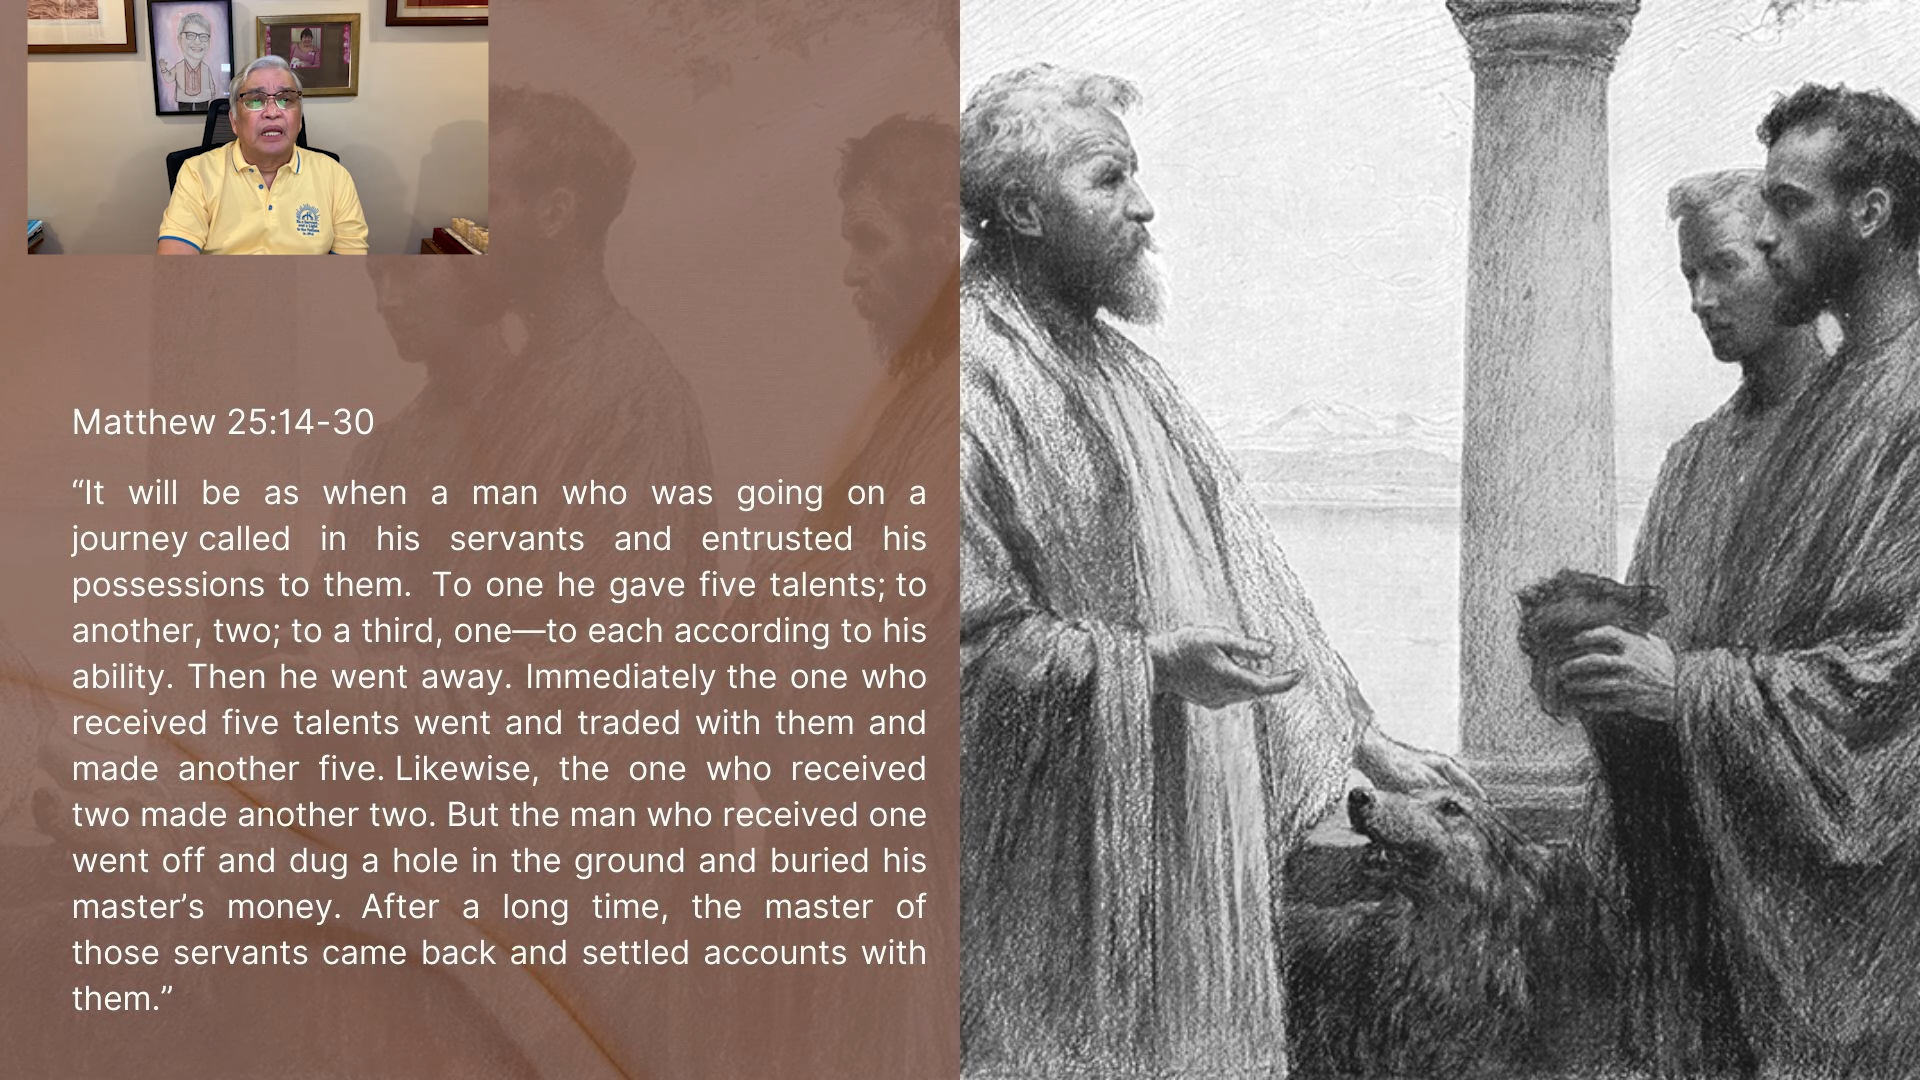 Matthew 25:14-30
“It will be as when a man who was going on a
journey called in his servants and entrusted his
possessions to them. To one he gave five talents; to
another, two; to a third, one—to each according to his
ability. Then he went away. Immediately the one who
received five talents went and traded with them and
made another five. Likewise, the one who received
two made another two. But the man who received one
went off and dug a hole in the ground and buried his
master’s money. After a long time, the master of
those servants came back and settled accounts with
them.”